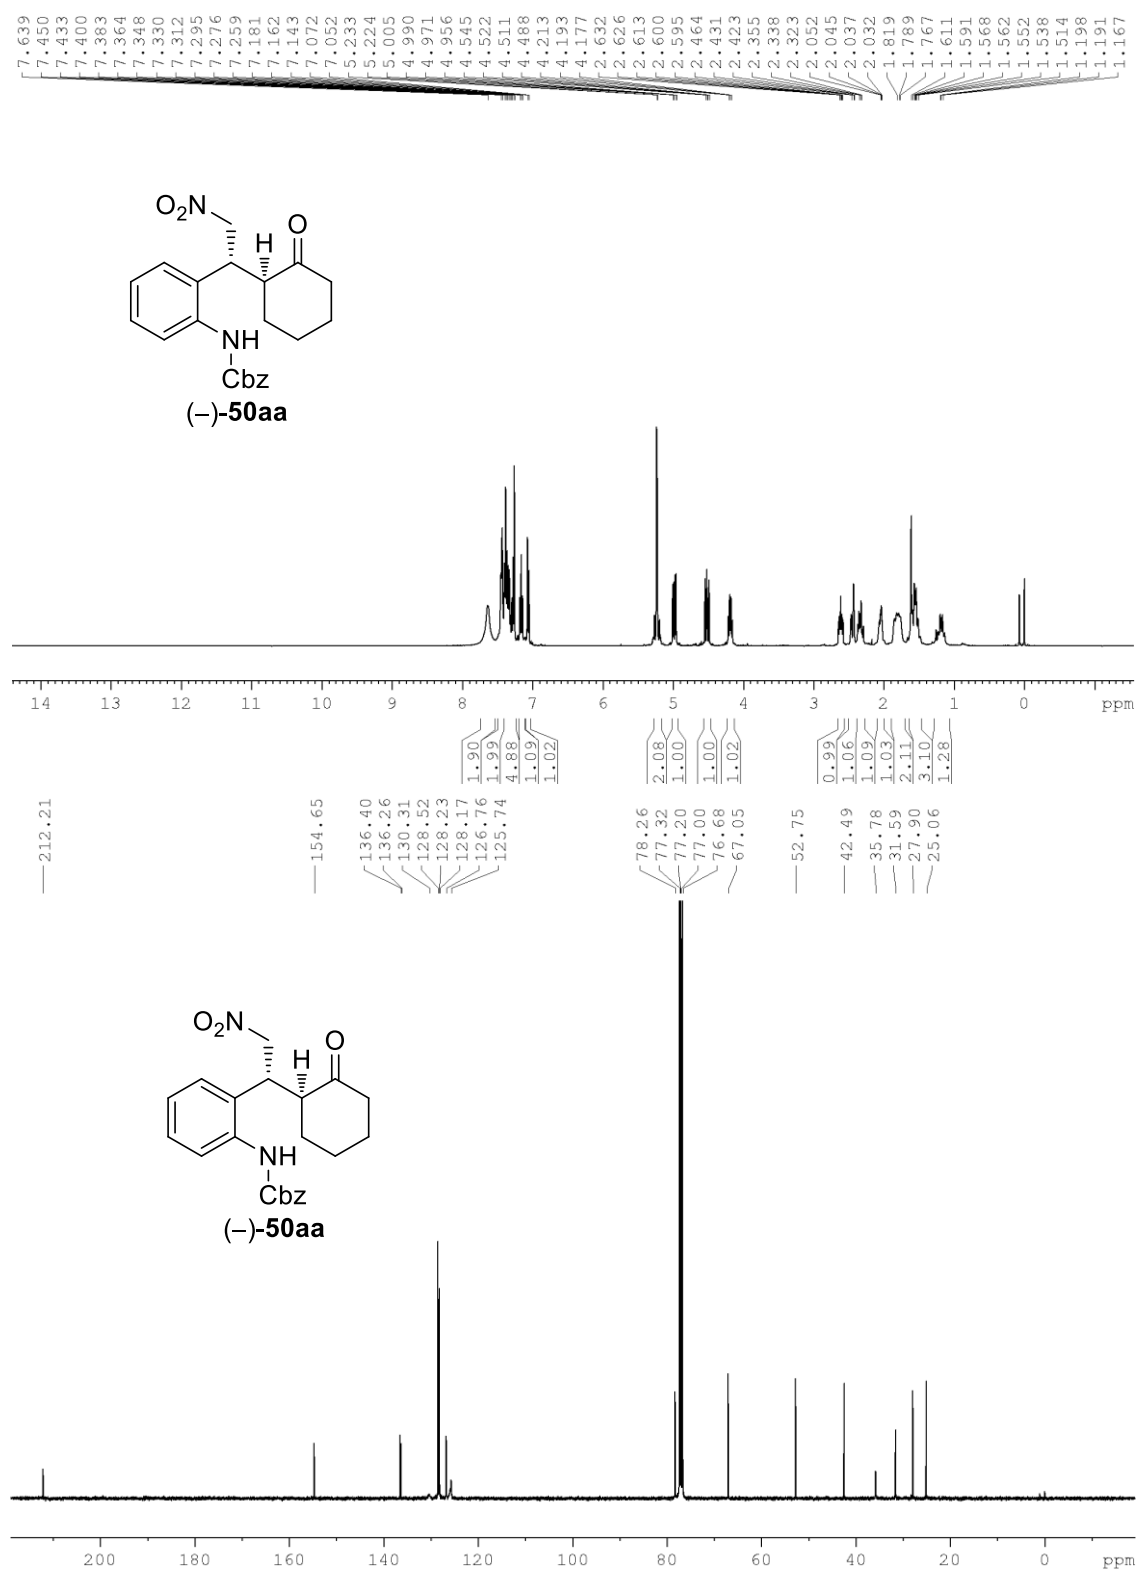 7.639 7.450 7.433 7.400 7.383 7.364 7.348 7.330 7.312 7.295 7.276 7.259 7.181 7.162 7.143 7.072 7.052 5.233 5.224 5.005 4.990 4.971 4.956 4.545 4.522 4.511 4.488 4.213 4.193 4.177 2.632 2.626 2.613 2.600 2.595 2.464 2.431 2.423 2.355 2.338 2.323 2.052 2.045 2.037 2.032 1.819 1.789 1.767 1.611 1.591 1.568 1.562 1.552 1.538 1.514 1.198 1.191 1.167
O₂N
H O
NH
Cbz
(–)-50aa
14 13 12 11 10 9 8 7 6 5 4 3 2 1 0 ppm
1.90 1.99 4.88 1.09 1.02 2.08 1.00 1.00 1.02 0.99 1.06 1.09 1.03 2.11 3.10 1.28
212.21 154.65 136.40 136.26 130.31 128.52 128.23 128.17 126.76 125.74 78.26 77.32 77.20 77.00 76.68 67.05 52.75 42.49 35.78 31.59 27.90 25.06
O₂N
H O
NH
Cbz
(–)-50aa
200 180 160 140 120 100 80 60 40 20 0 ppm